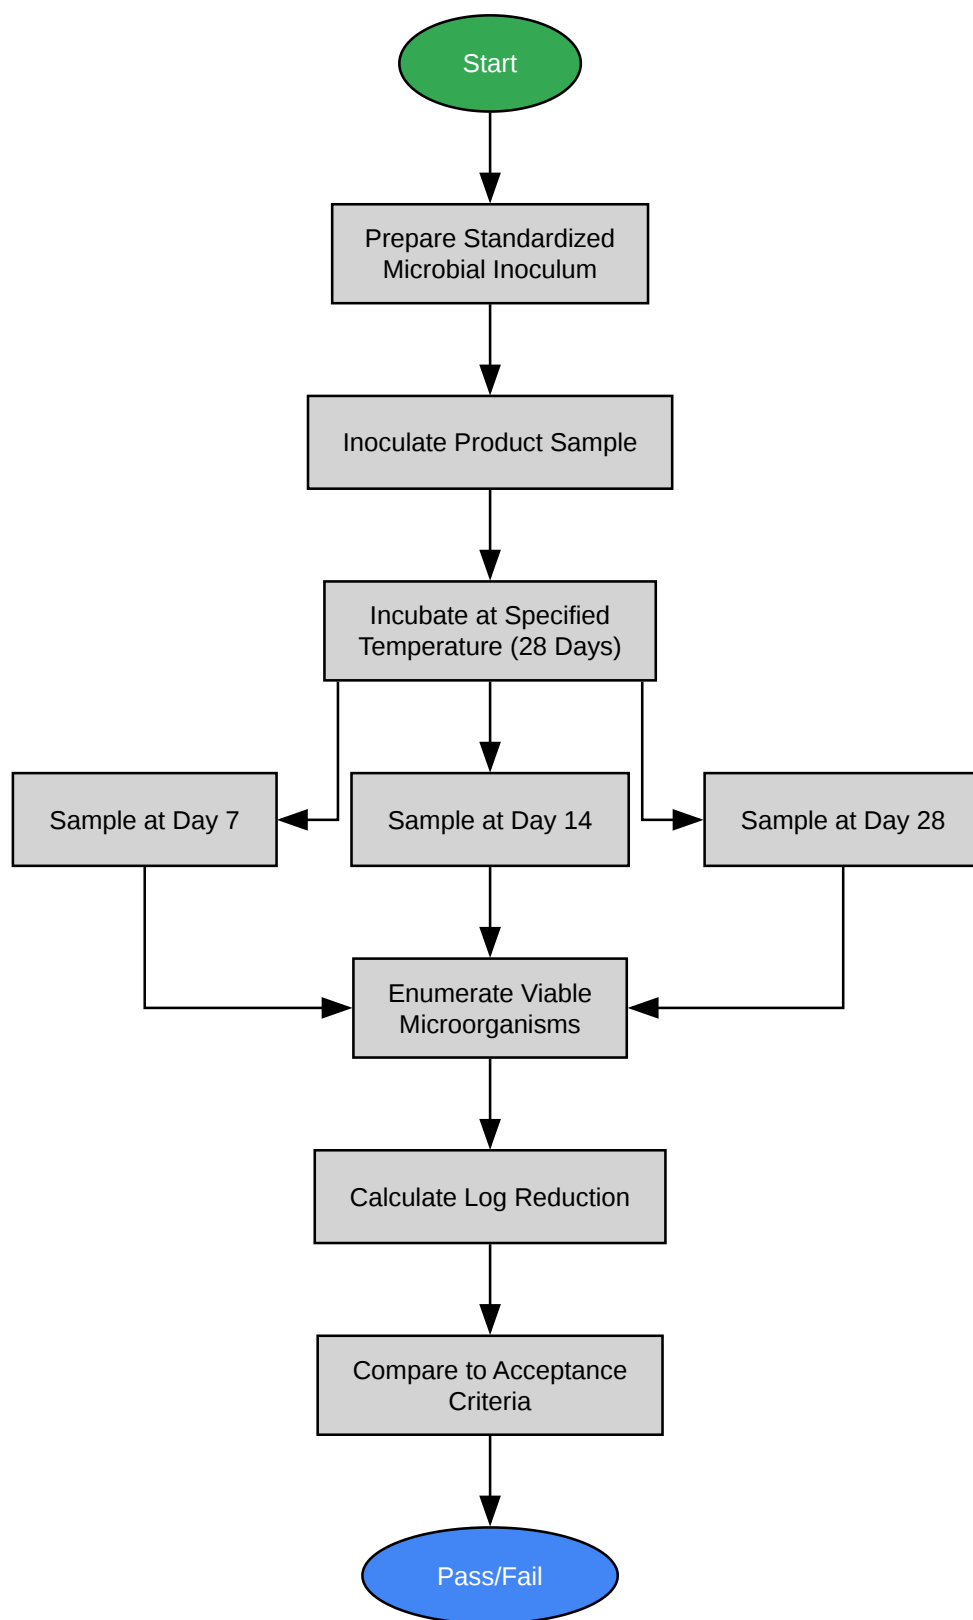 Start
Prepare Standardized
Microbial Inoculum
Inoculate Product Sample
Incubate at Specified
Temperature (28 Days)
Sample at Day 7
Sample at Day 14
Sample at Day 28
Enumerate Viable
Microorganisms
Calculate Log Reduction
Compare to Acceptance
Criteria
Pass/Fail